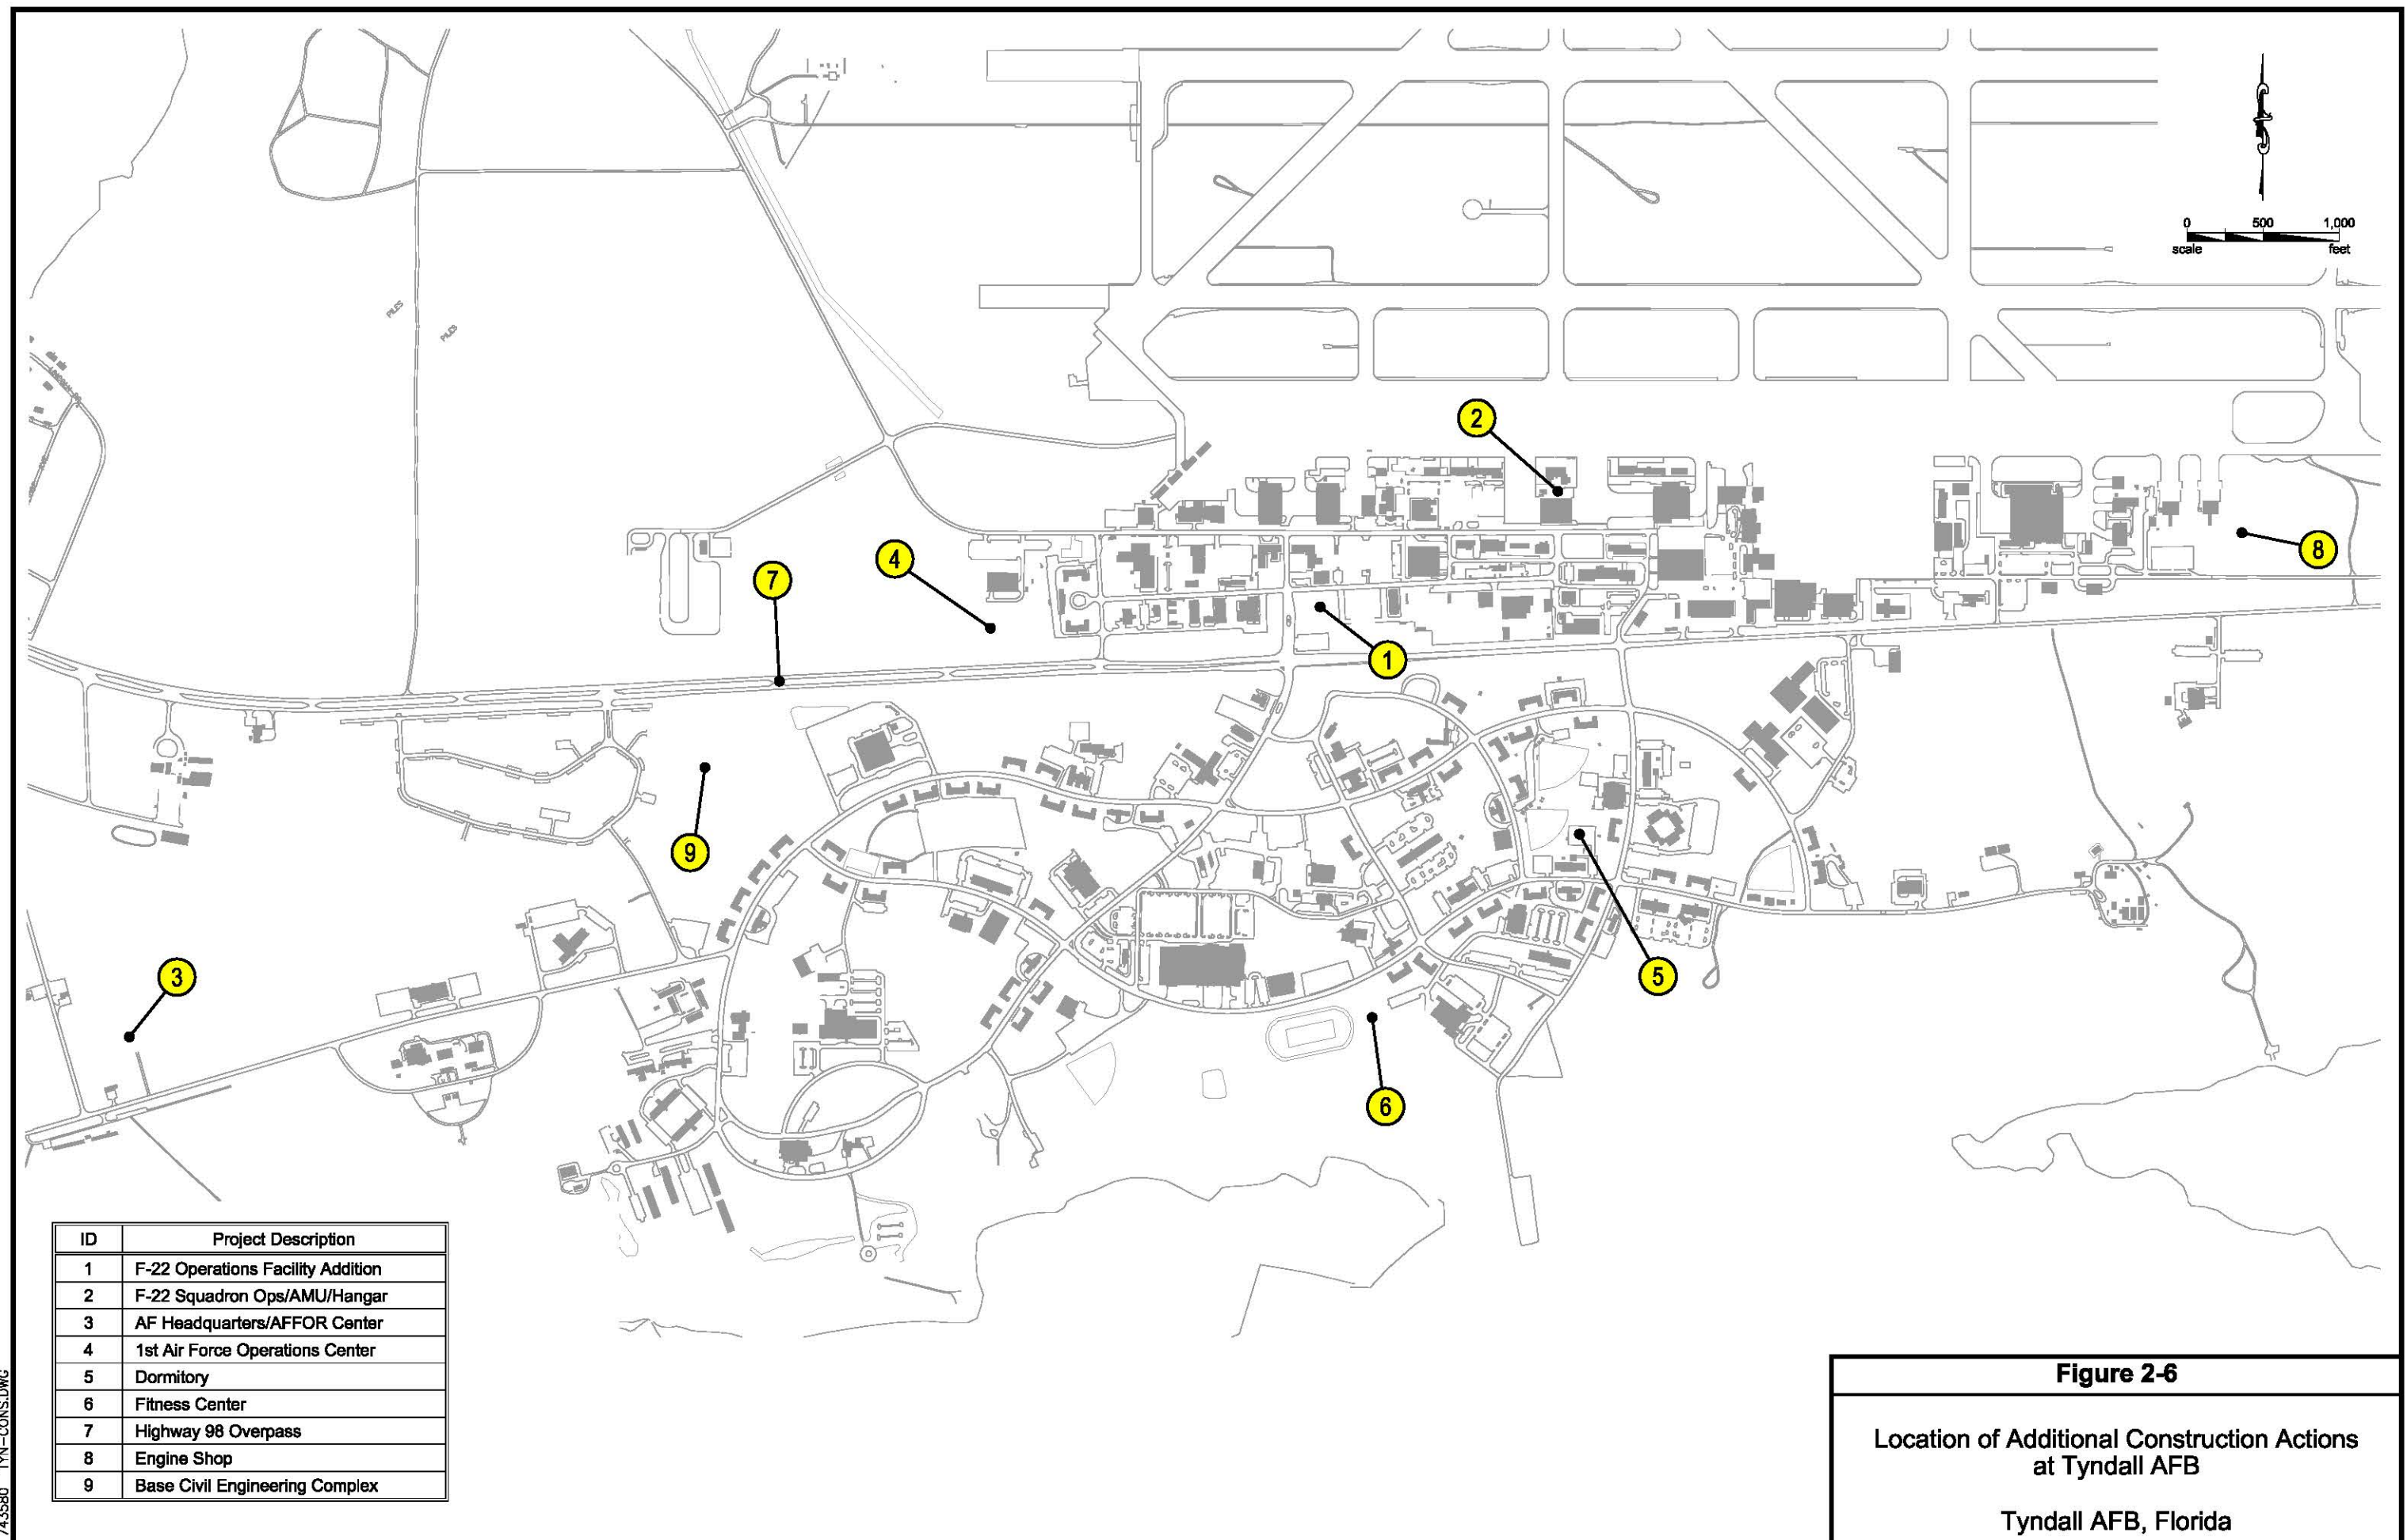 0 500 1,000
scale feet
PILES
PILES
2
4
7
8
1
9
3
5
6
ID Project Description
1 F-22 Operations Facility Addition
2 F-22 Squadron Ops/AMU/Hangar
3 AF Headquarters/AFFOR Center
4 1st Air Force Operations Center
5 Dormitory
6 Fitness Center
7 Highway 98 Overpass
8 Engine Shop
9 Base Civil Engineering Complex
Figure 2-6
Location of Additional Construction Actions
at Tyndall AFB
Tyndall AFB, Florida
743580 TYN-CONS.DWG